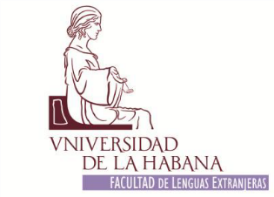 VNIVERSIDAD
DE LA HABANA
FACULTAD DE LENGUAS EXTRANJERAS